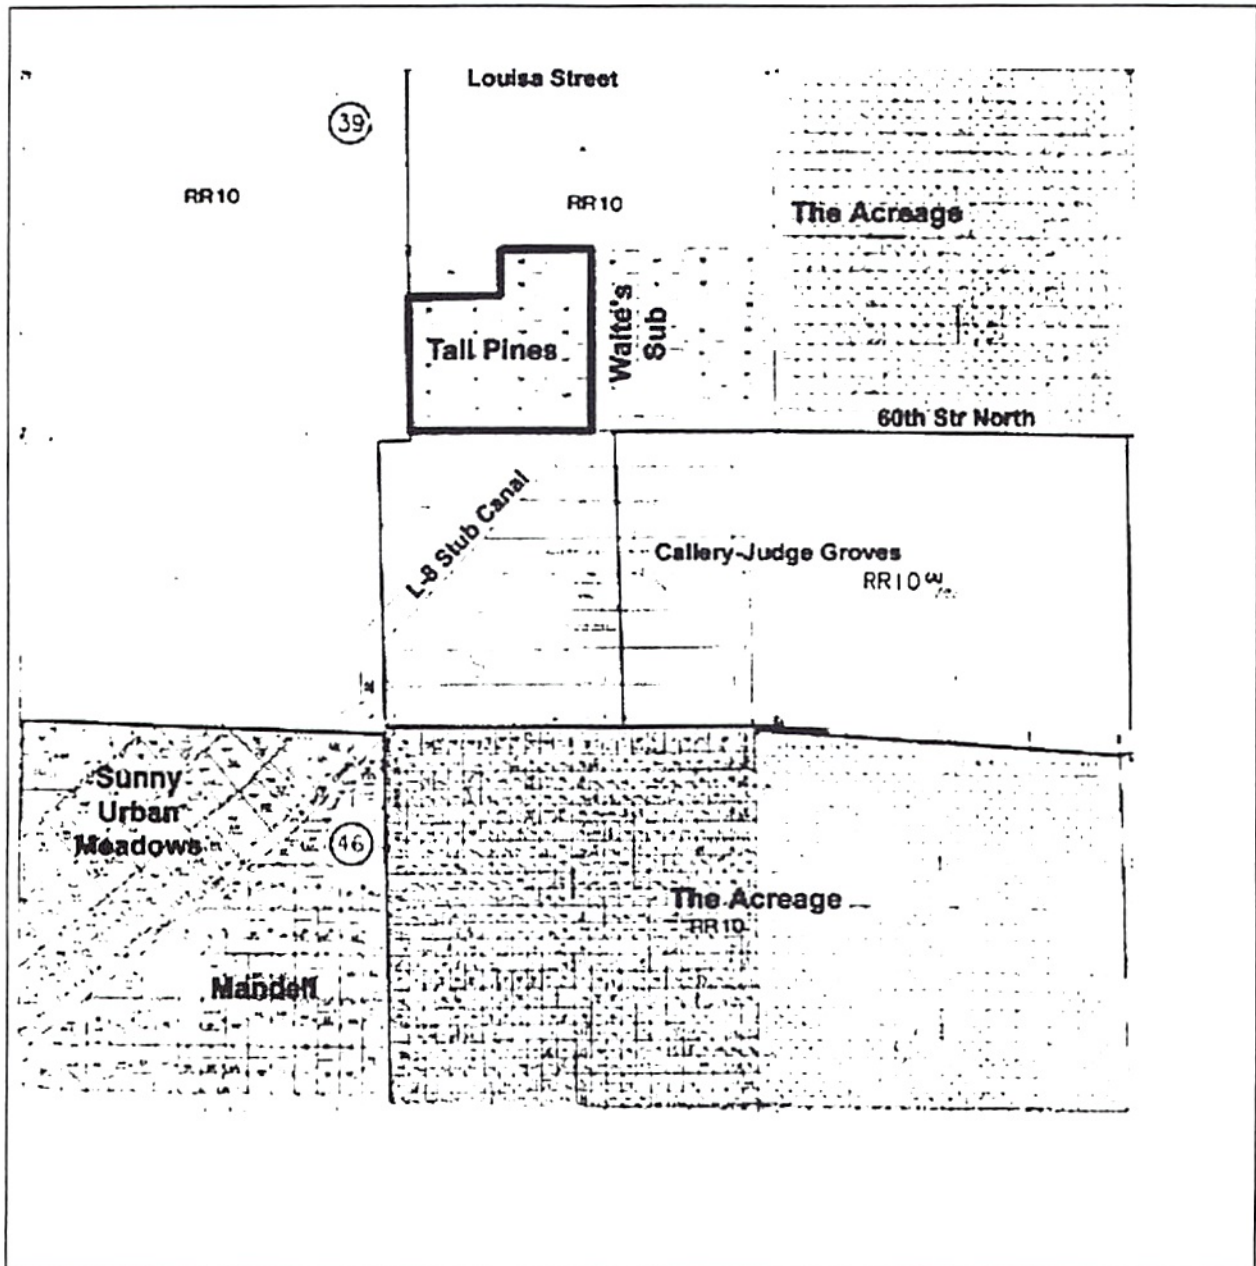 Louisa Street
39
RR10
RR10
The Acreage
Tall Pines
Waite's
Sub
60th Str North
L-8 Stub Canal
Callery-Judge Groves
RR10
Sunny
Urban
Meadows
46
The Acreage
RR10
Mandell